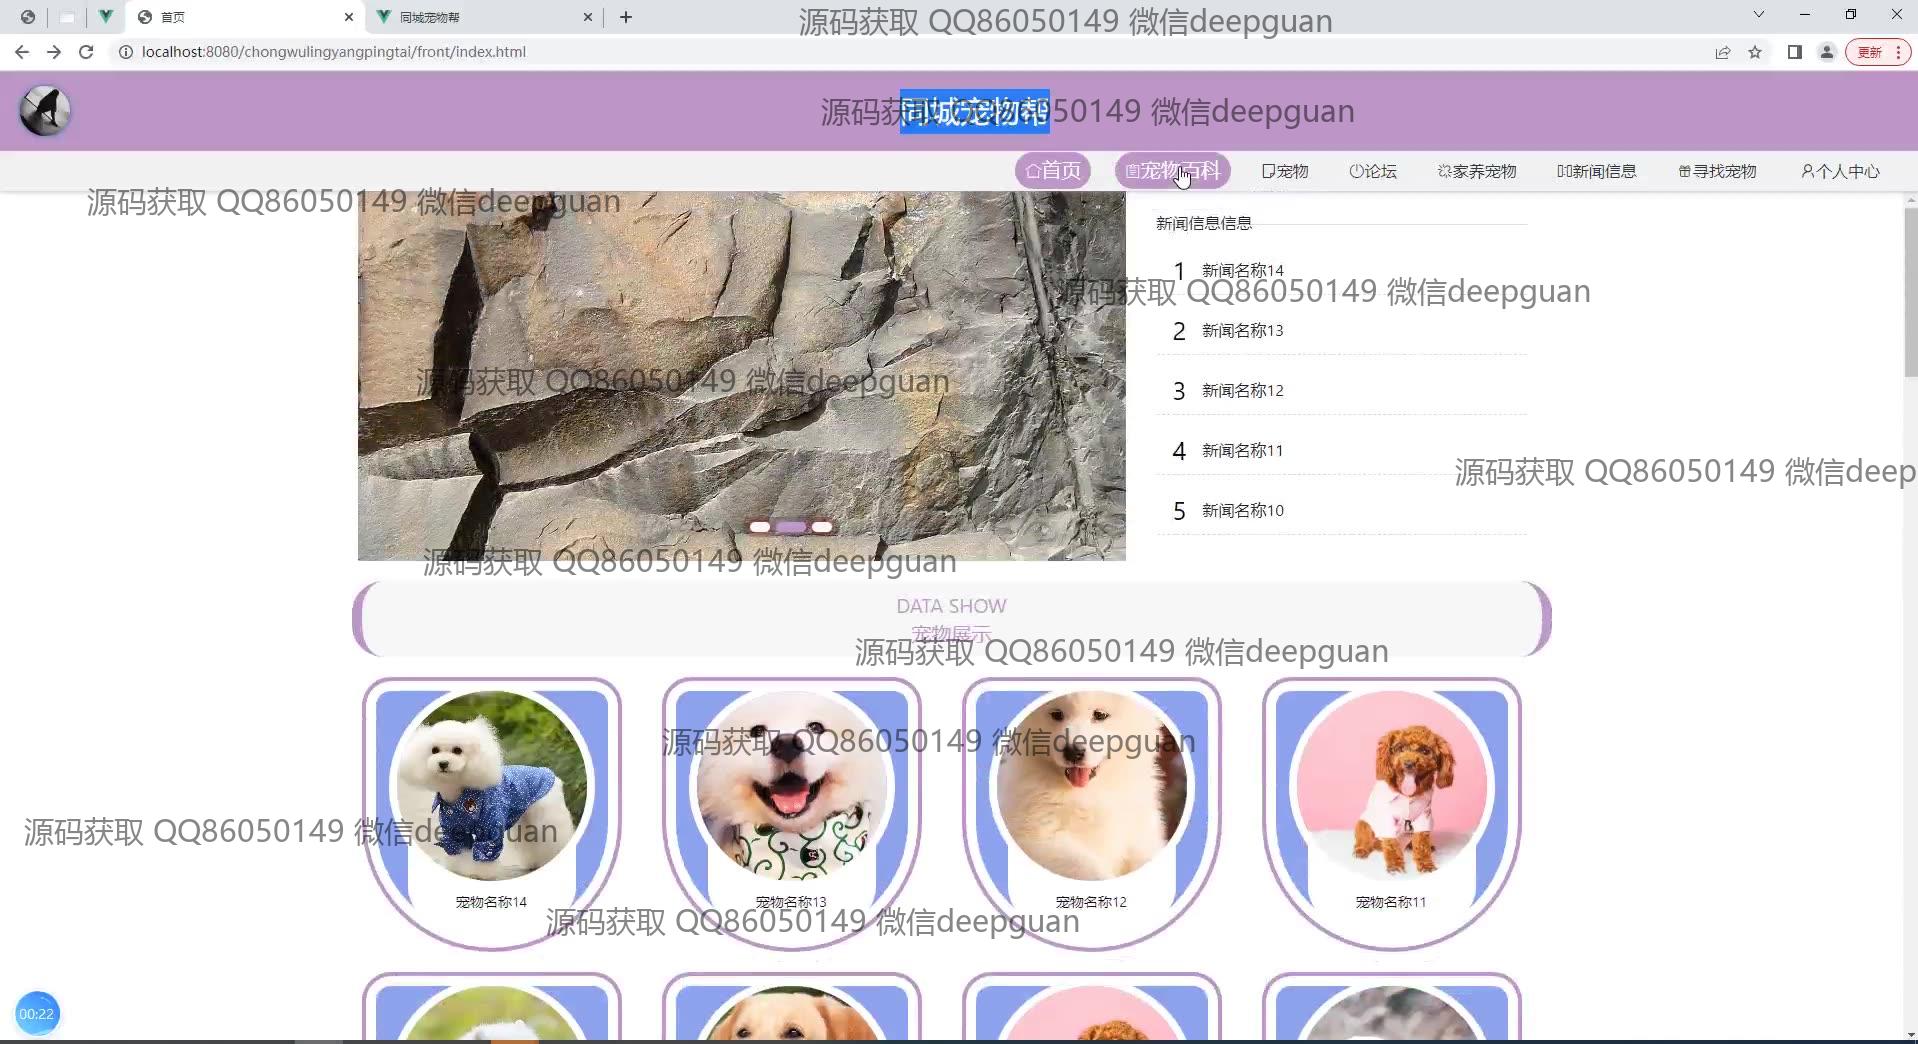 首页
同城宠物帮
源码获取 QQ86050149 微信deepguan
localhost:8080/chongwulingyangpingtai/front/index.html
更新
同城宠物帮
源码获取 QQ86050149 微信deepguan
首页 宠物百科 宠物 论坛 家养宠物 新闻信息 寻找宠物 个人中心
源码获取 QQ86050149 微信deepguan
新闻信息信息
1 新闻名称14
源码获取 QQ86050149 微信deepguan
2 新闻名称13
源码获取 QQ86050149 微信deepguan
3 新闻名称12
4 新闻名称11
源码获取 QQ86050149 微信deep
5 新闻名称10
源码获取 QQ86050149 微信deepguan
DATA SHOW
宠物展示
源码获取 QQ86050149 微信deepguan
源码获取 QQ86050149 微信deepguan
源码获取 QQ86050149 微信deepguan
宠物名称14
宠物名称13
宠物名称12
宠物名称11
源码获取 QQ86050149 微信deepguan
00:22